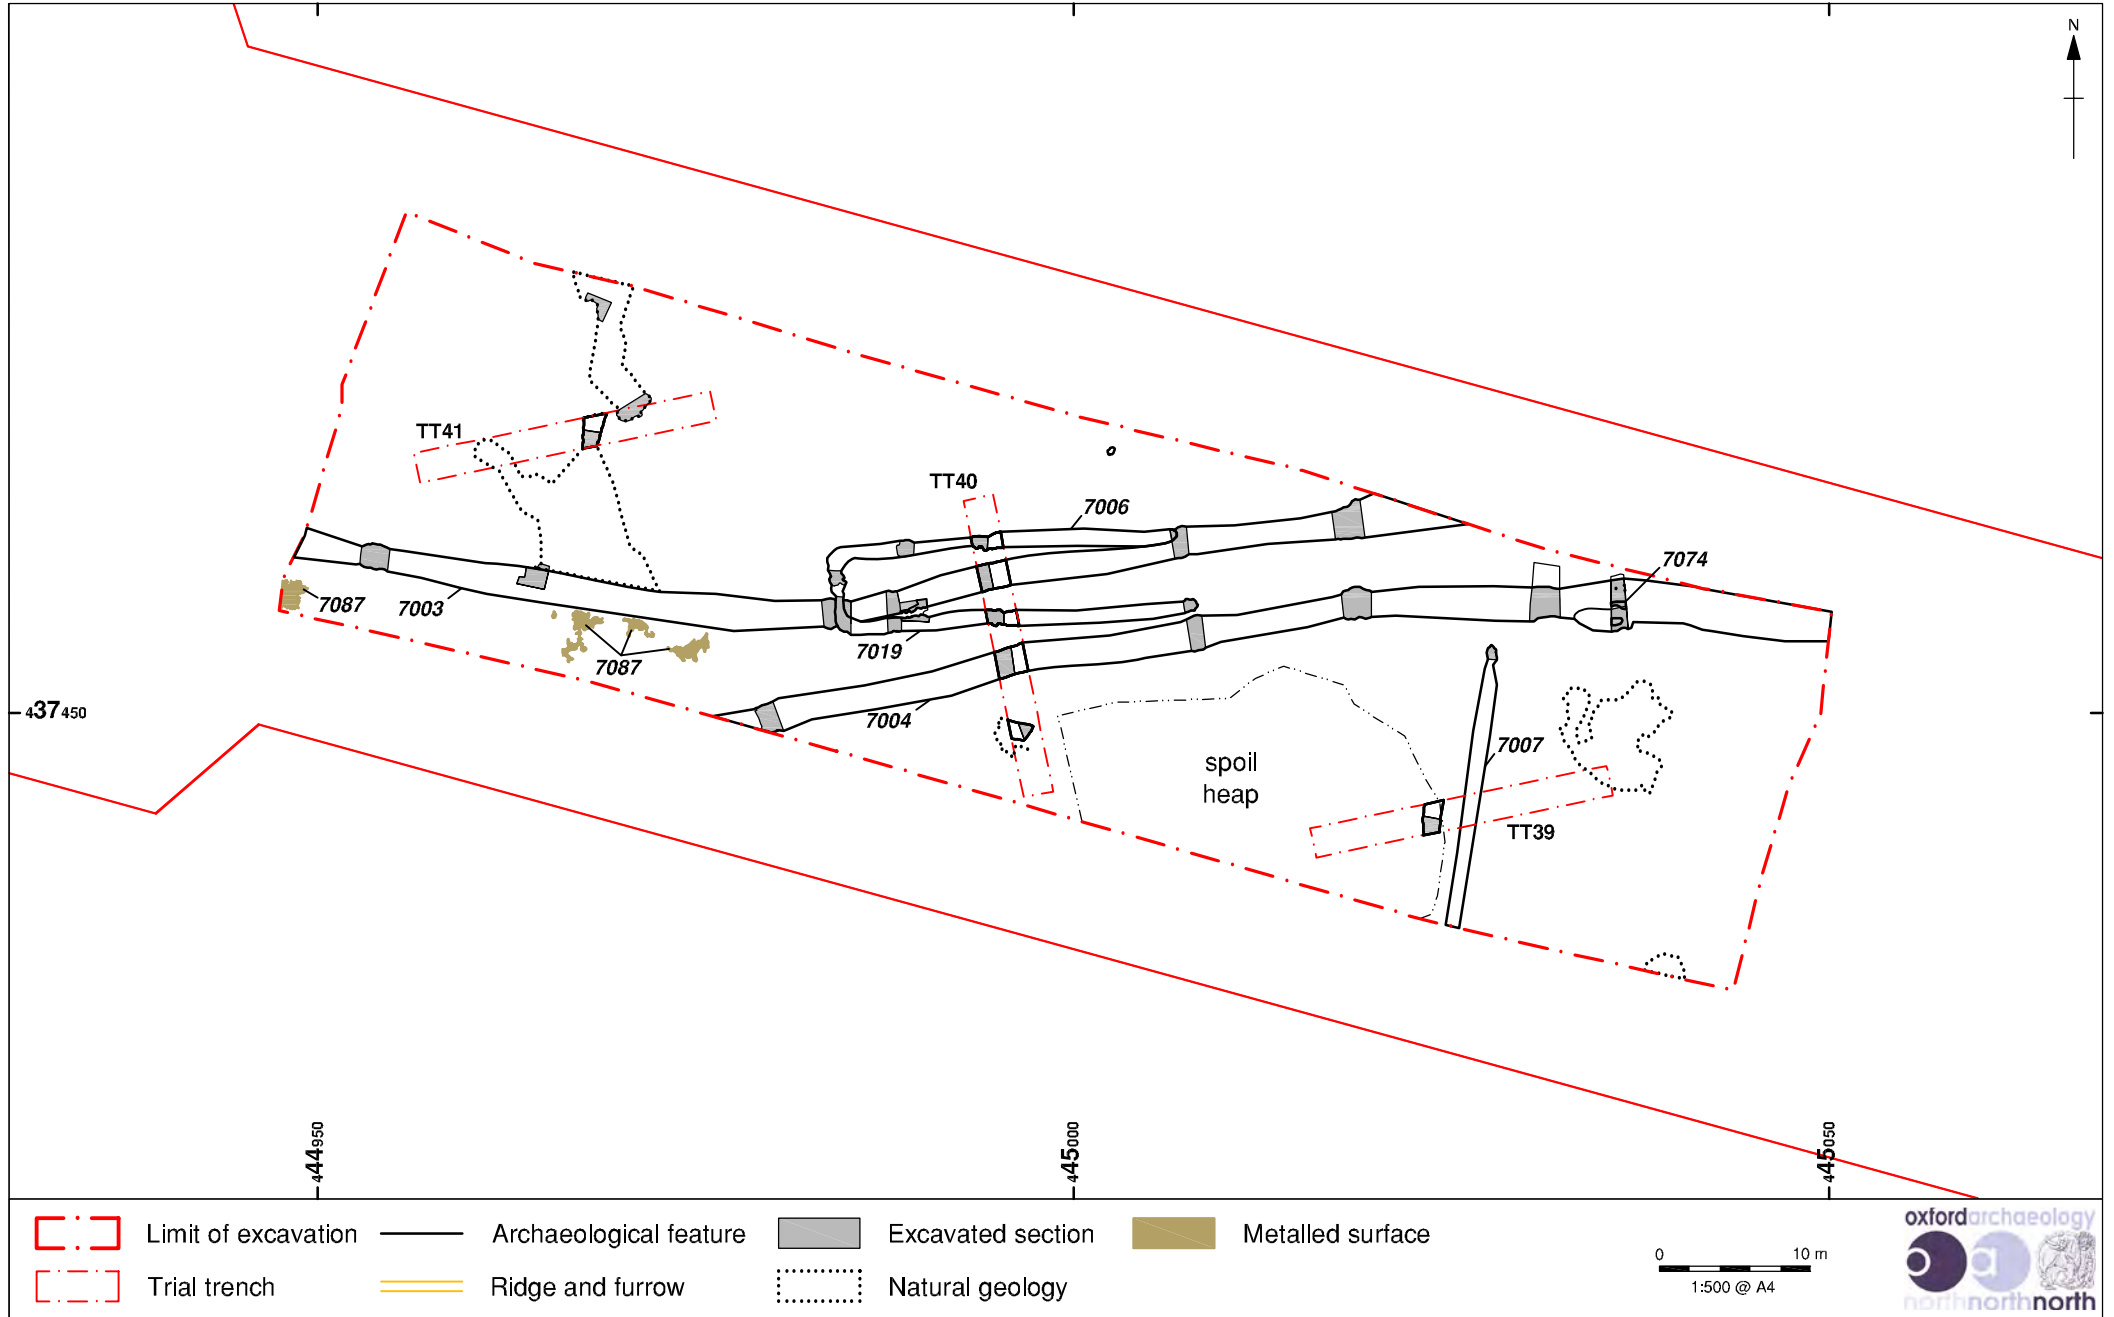 N
TT41
TT40
7006
7074
7087
7003
7087
7019
7004
7007
437450
spoil
heap
TT39
444950
445000
445050
Limit of excavation
Archaeological feature
Excavated section
Metalled surface
Trial trench
Ridge and furrow
Natural geology
0 10 m
1:500 @ A4
oxfordarchaeology
oa
northnorthnorth